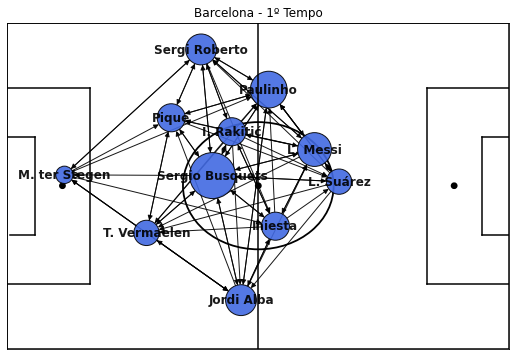 Barcelona - 1º Tempo
Sergi Roberto
Paulinho
Piqué
I. Rakitić
L. Messi
M. ter Stegen
Sergio Busquets
L. Suárez
Iniesta
T. Vermaelen
Jordi Alba